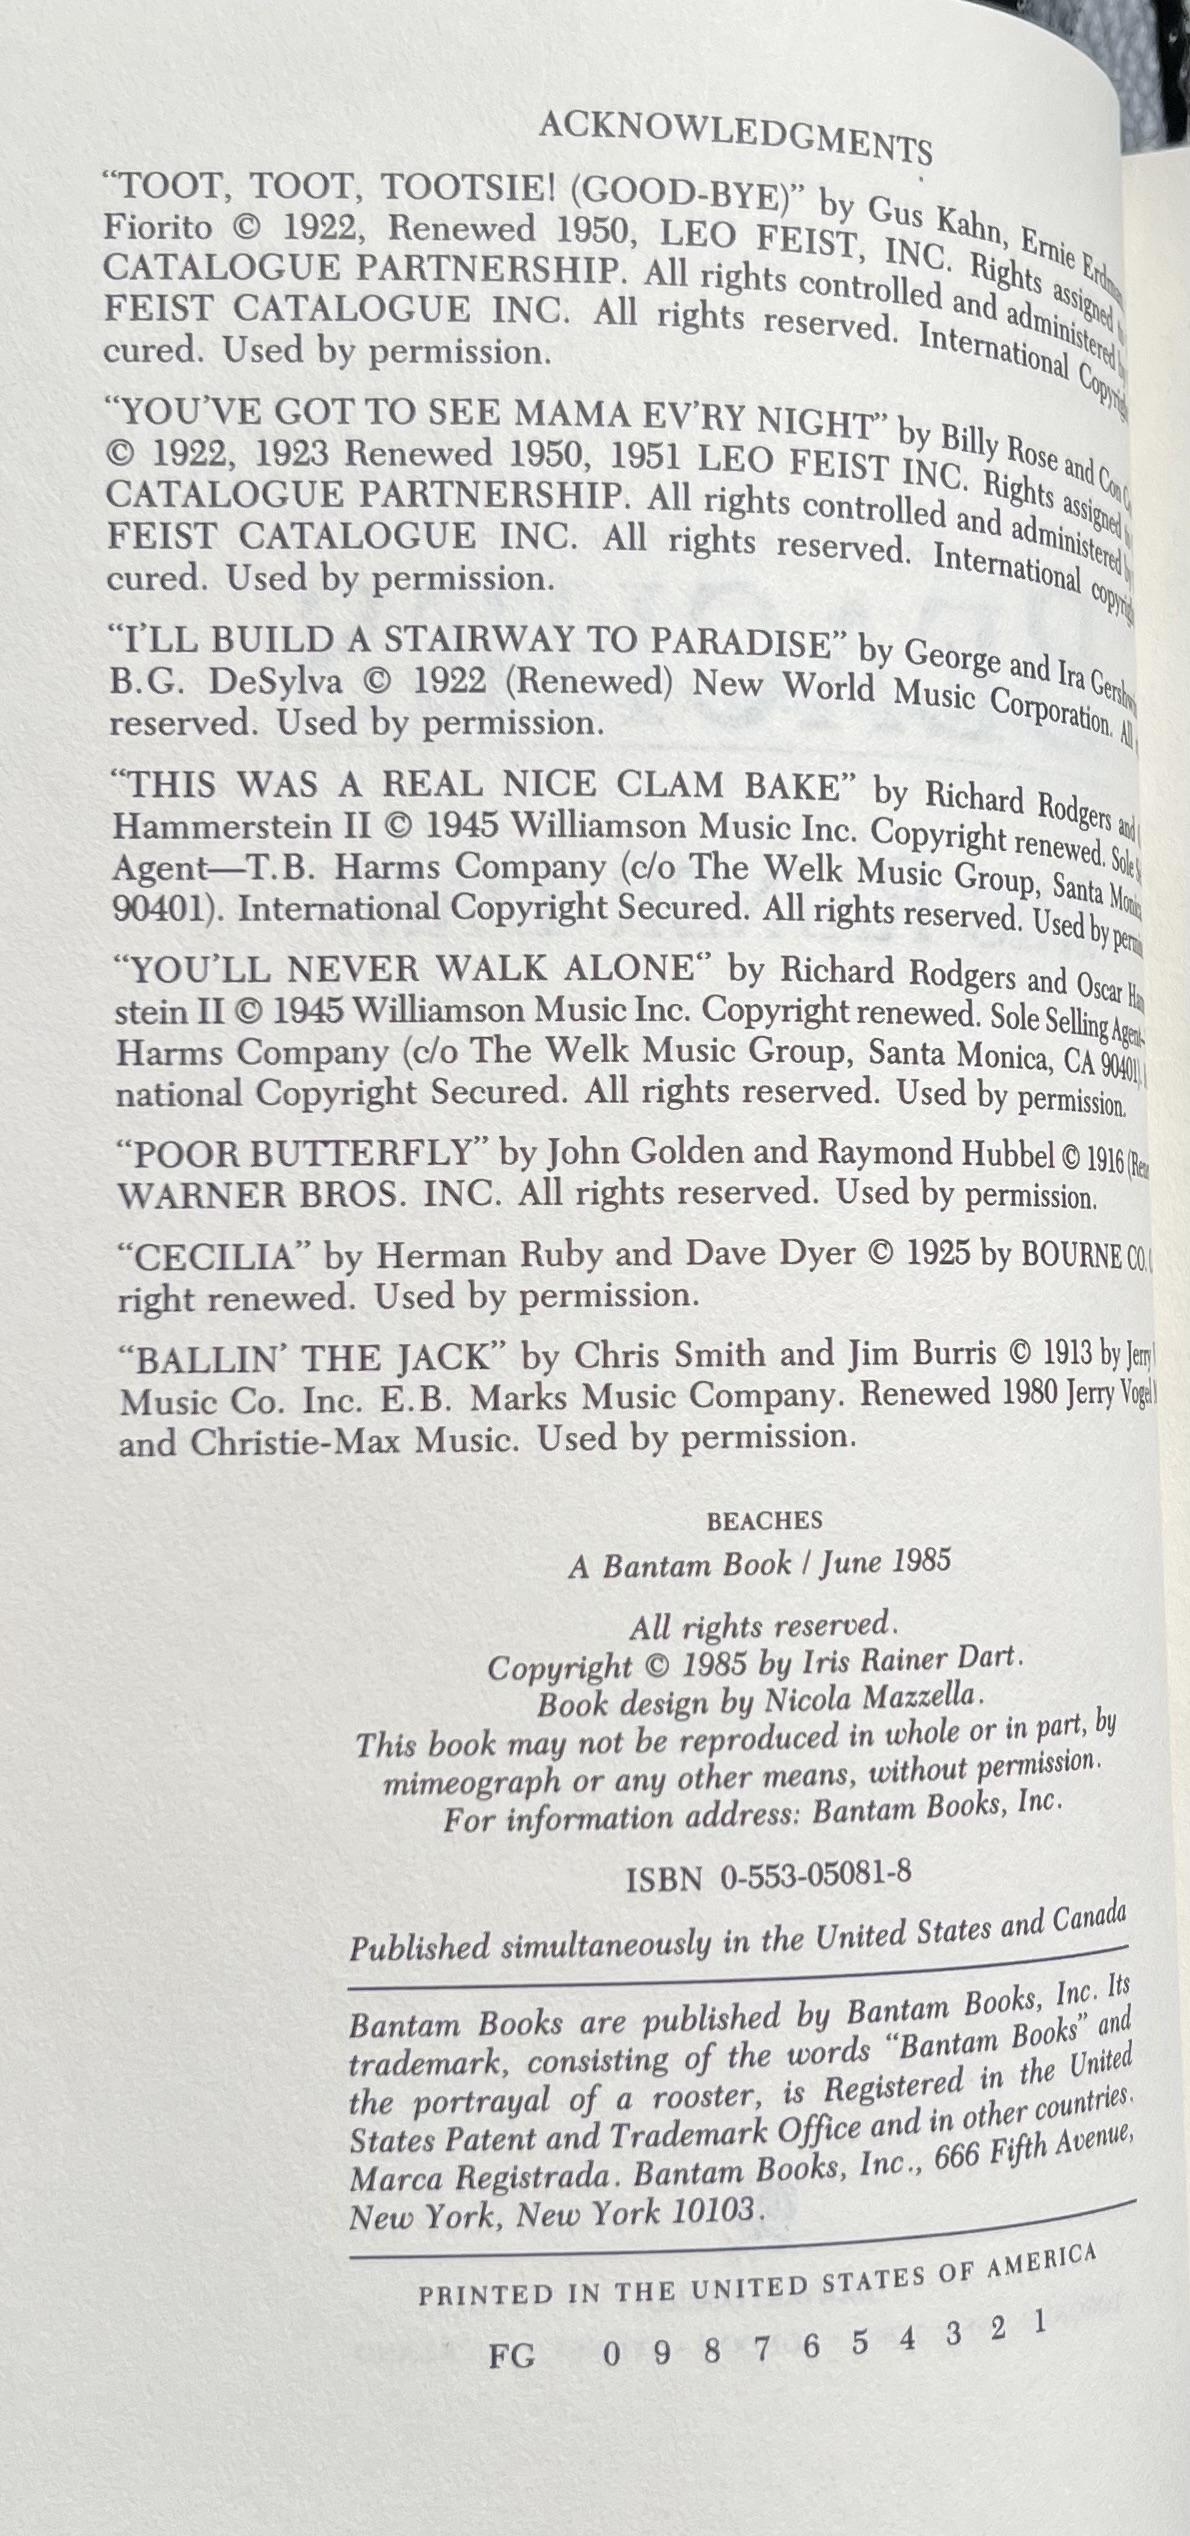 ACKNOWLEDGMENTS
“TOOT, TOOT, TOOTSIE! (GOOD-BYE)” by Gus Kahn, Ernie
Fiorito © 1922, Renewed 1950, LEO FEIST, INC. Rights assigned
CATALOGUE PARTNERSHIP. All rights controlled and administered
FEIST CATALOGUE INC. All rights reserved. International
cured. Used by permission.
“YOU’VE GOT TO SEE MAMA EV’RY NIGHT” by Billy Rose and Con
© 1922, 1923 Renewed 1950, 1951 LEO FEIST INC. Rights assigned
CATALOGUE PARTNERSHIP. All rights controlled and administered
FEIST CATALOGUE INC. All rights reserved. International
cured. Used by permission.
“I’LL BUILD A STAIRWAY TO PARADISE” by George and Ira
B.G. DeSylva © 1922 (Renewed) New World Music Corporation. All
reserved. Used by permission.
“THIS WAS A REAL NICE CLAM BAKE” by Richard Rodgers and
Hammerstein II © 1945 Williamson Music Inc. Copyright renewed. Sole
Agent—T.B. Harms Company (c/o The Welk Music Group, Santa
90401). International Copyright Secured. All rights reserved. Used by
“YOU’LL NEVER WALK ALONE” by Richard Rodgers and Oscar
stein II © 1945 Williamson Music Inc. Copyright renewed. Sole Selling Agent—
Harms Company (c/o The Welk Music Group, Santa Monica, CA 90401).
national Copyright Secured. All rights reserved. Used by permission.
“POOR BUTTERFLY” by John Golden and Raymond Hubbel © 1916
WARNER BROS. INC. All rights reserved. Used by permission.
“CECILIA” by Herman Ruby and Dave Dyer © 1925 by BOURNE CO.
right renewed. Used by permission.
“BALLIN’ THE JACK” by Chris Smith and Jim Burris © 1913 by Jerry
Music Co. Inc. E.B. Marks Music Company. Renewed 1980 Jerry Vogel
and Christie-Max Music. Used by permission.
BEACHES
A Bantam Book / June 1985
All rights reserved.
Copyright © 1985 by Iris Rainer Dart.
Book design by Nicola Mazzella.
This book may not be reproduced in whole or in part, by
mimeograph or any other means, without permission.
For information address: Bantam Books, Inc.
ISBN 0-553-05081-8
Published simultaneously in the United States and Canada
Bantam Books are published by Bantam Books, Inc. Its
trademark, consisting of the words “Bantam Books” and
the portrayal of a rooster, is Registered in the United
States Patent and Trademark Office and in other countries.
Marca Registrada. Bantam Books, Inc., 666 Fifth Avenue,
New York, New York 10103.
PRINTED IN THE UNITED STATES OF AMERICA
FG 0 9 8 7 6 5 4 3 2 1